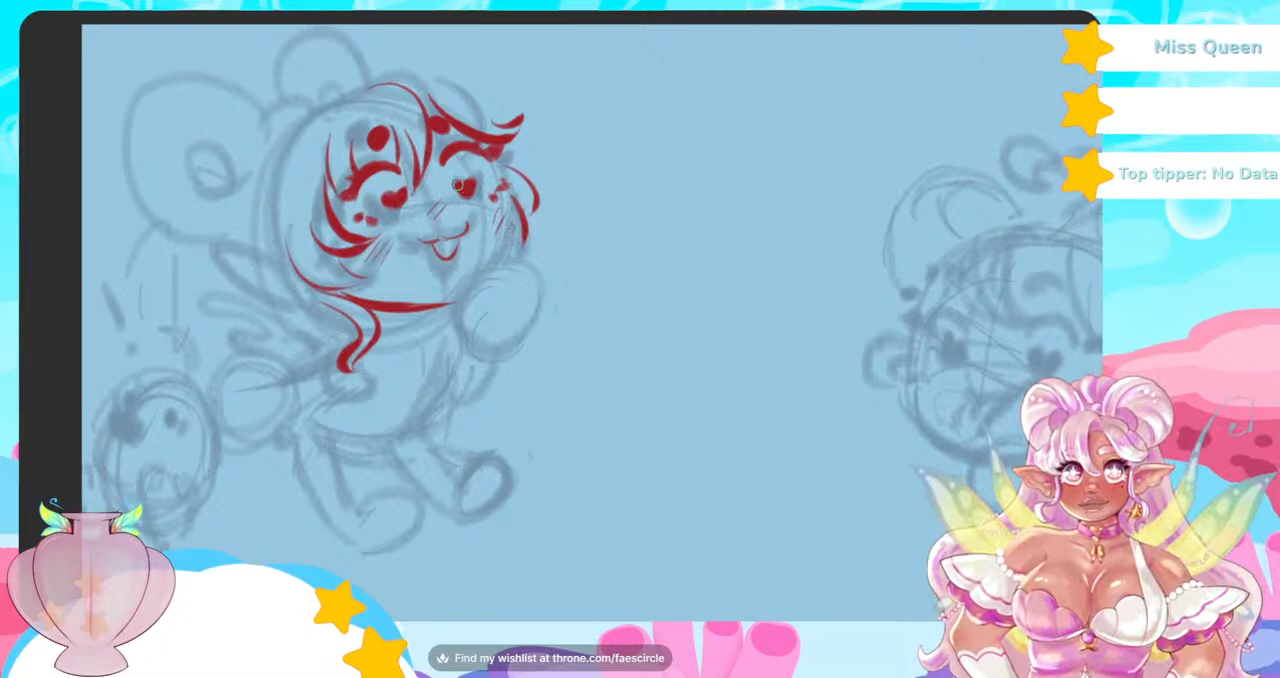 Miss Queen
Top tipper: No Data
Find my wishlist at throne.com/faescircle